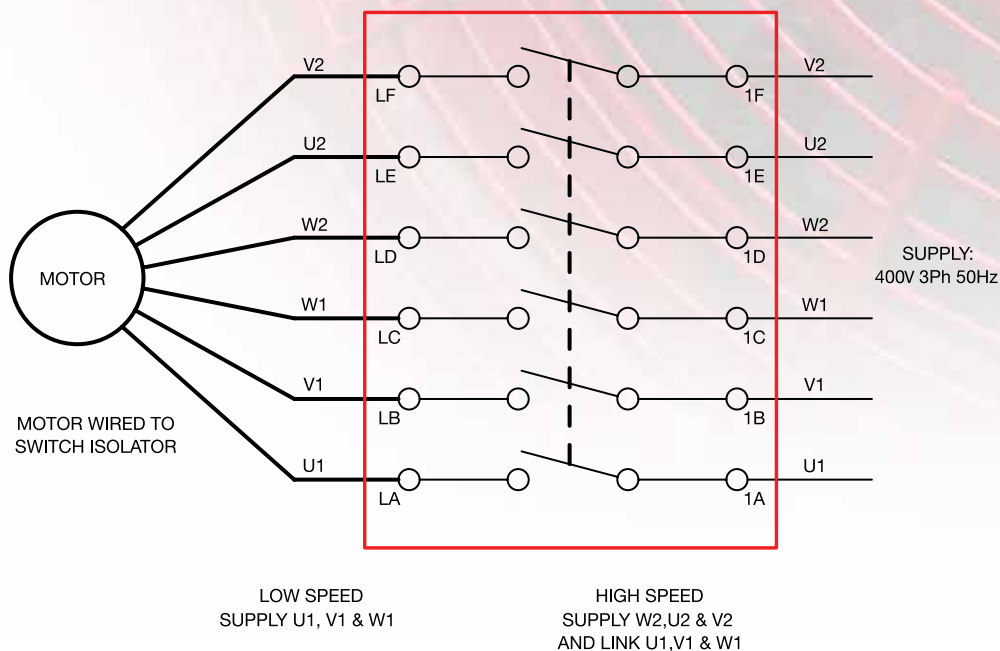 V2
LF
1F
V2
U2
LE
1E
U2
W2
LD
1D
W2
MOTOR
SUPPLY:
400V 3Ph 50Hz
W1
LC
1C
W1
V1
LB
1B
V1
MOTOR WIRED TO
SWITCH ISOLATOR
U1
LA
1A
U1
LOW SPEED
SUPPLY U1, V1 & W1
HIGH SPEED
SUPPLY W2,U2 & V2
AND LINK U1,V1 & W1